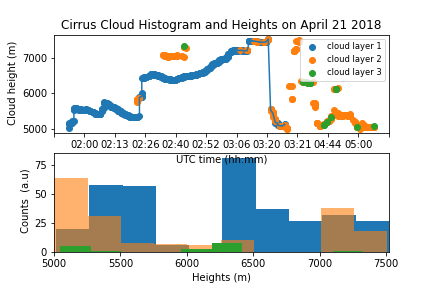 Cirrus Cloud Histogram and Heights on April 21 2018
Cloud height (m)
7000
6000
5000
cloud layer 1
cloud layer 2
cloud layer 3
02:00 02:13 02:26 02:40 02:52 03:06 03:20 03:21 04:44 05:00
UTC time (hh.mm)
Counts (a.u)
75
50
25
0
5000 5500 6000 6500 7000 7500
Heights (m)